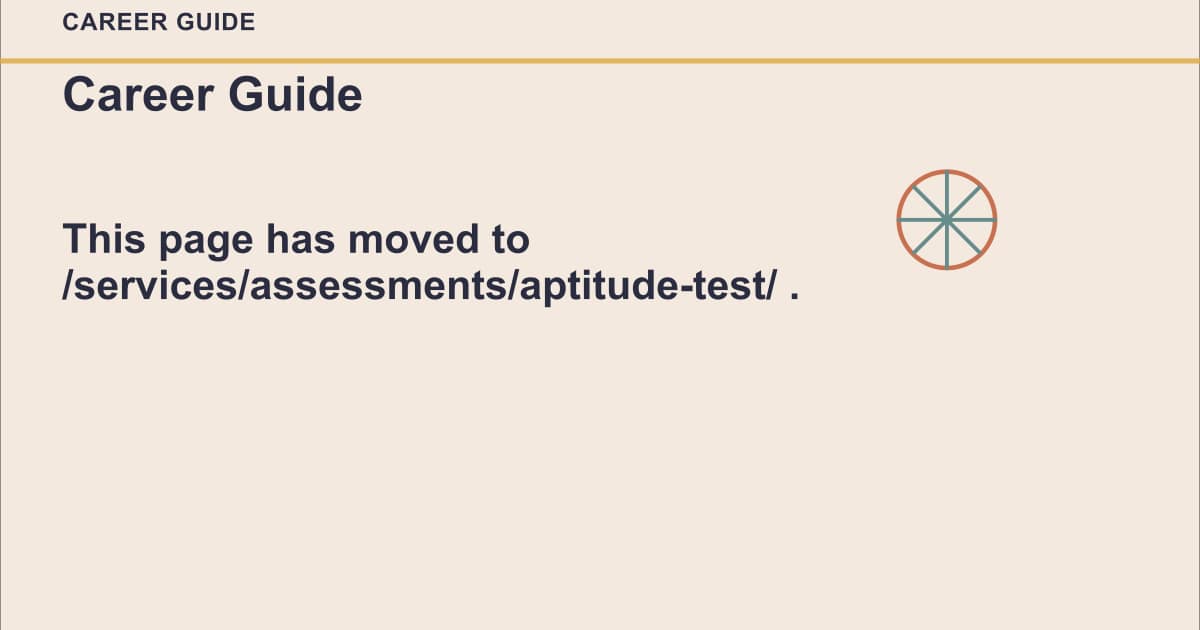 CAREER GUIDE
Career Guide
This page has moved to
/services/assessments/aptitude-test/ .